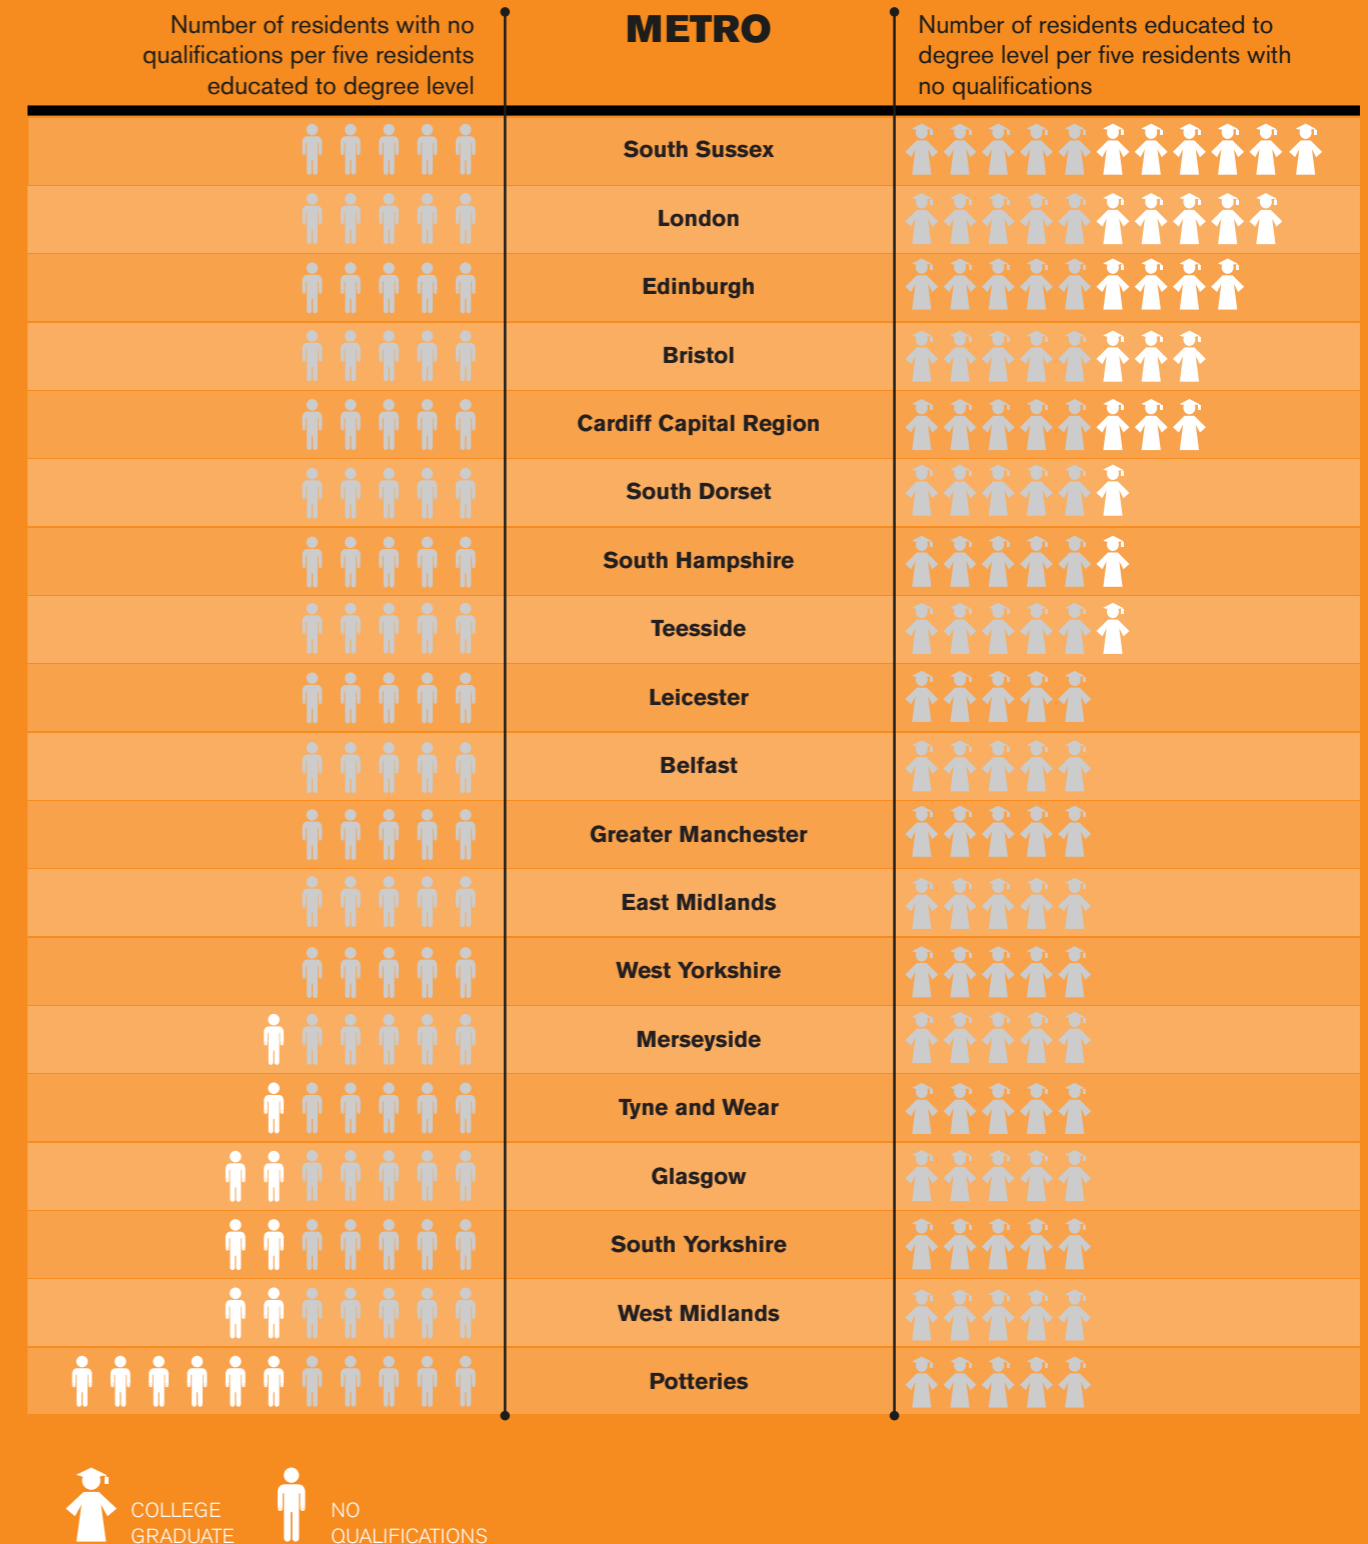 Number of residents with no
qualifications per five residents
educated to degree level
METRO
Number of residents educated to
degree level per five residents with
no qualifications
South Sussex
London
Edinburgh
Bristol
Cardiff Capital Region
South Dorset
South Hampshire
Teesside
Leicester
Belfast
Greater Manchester
East Midlands
West Yorkshire
Merseyside
Tyne and Wear
Glasgow
South Yorkshire
West Midlands
Potteries
COLLEGE
GRADUATE
NO
QUALIFICATIONS